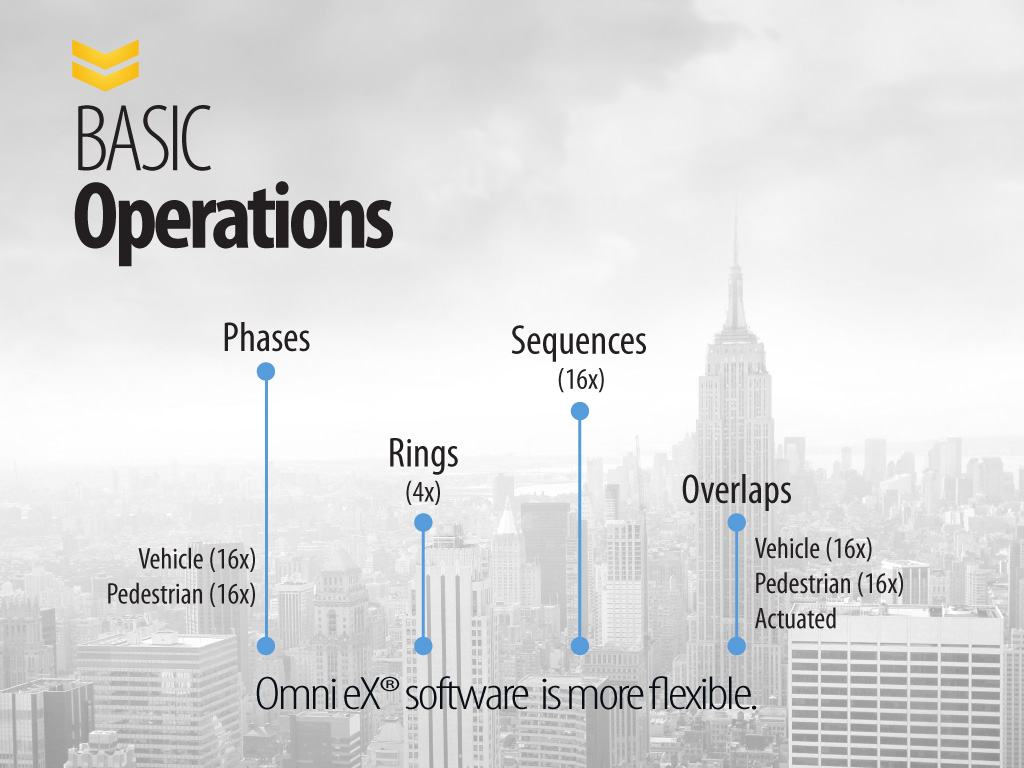 BASIC
Operations
Phases
Vehicle (16x)
Pedestrian (16x)
Rings
(4x)
Sequences
(16x)
Overlaps
Vehicle (16x)
Pedestrian (16x)
Actuated
Omni eX® software is more flexible.